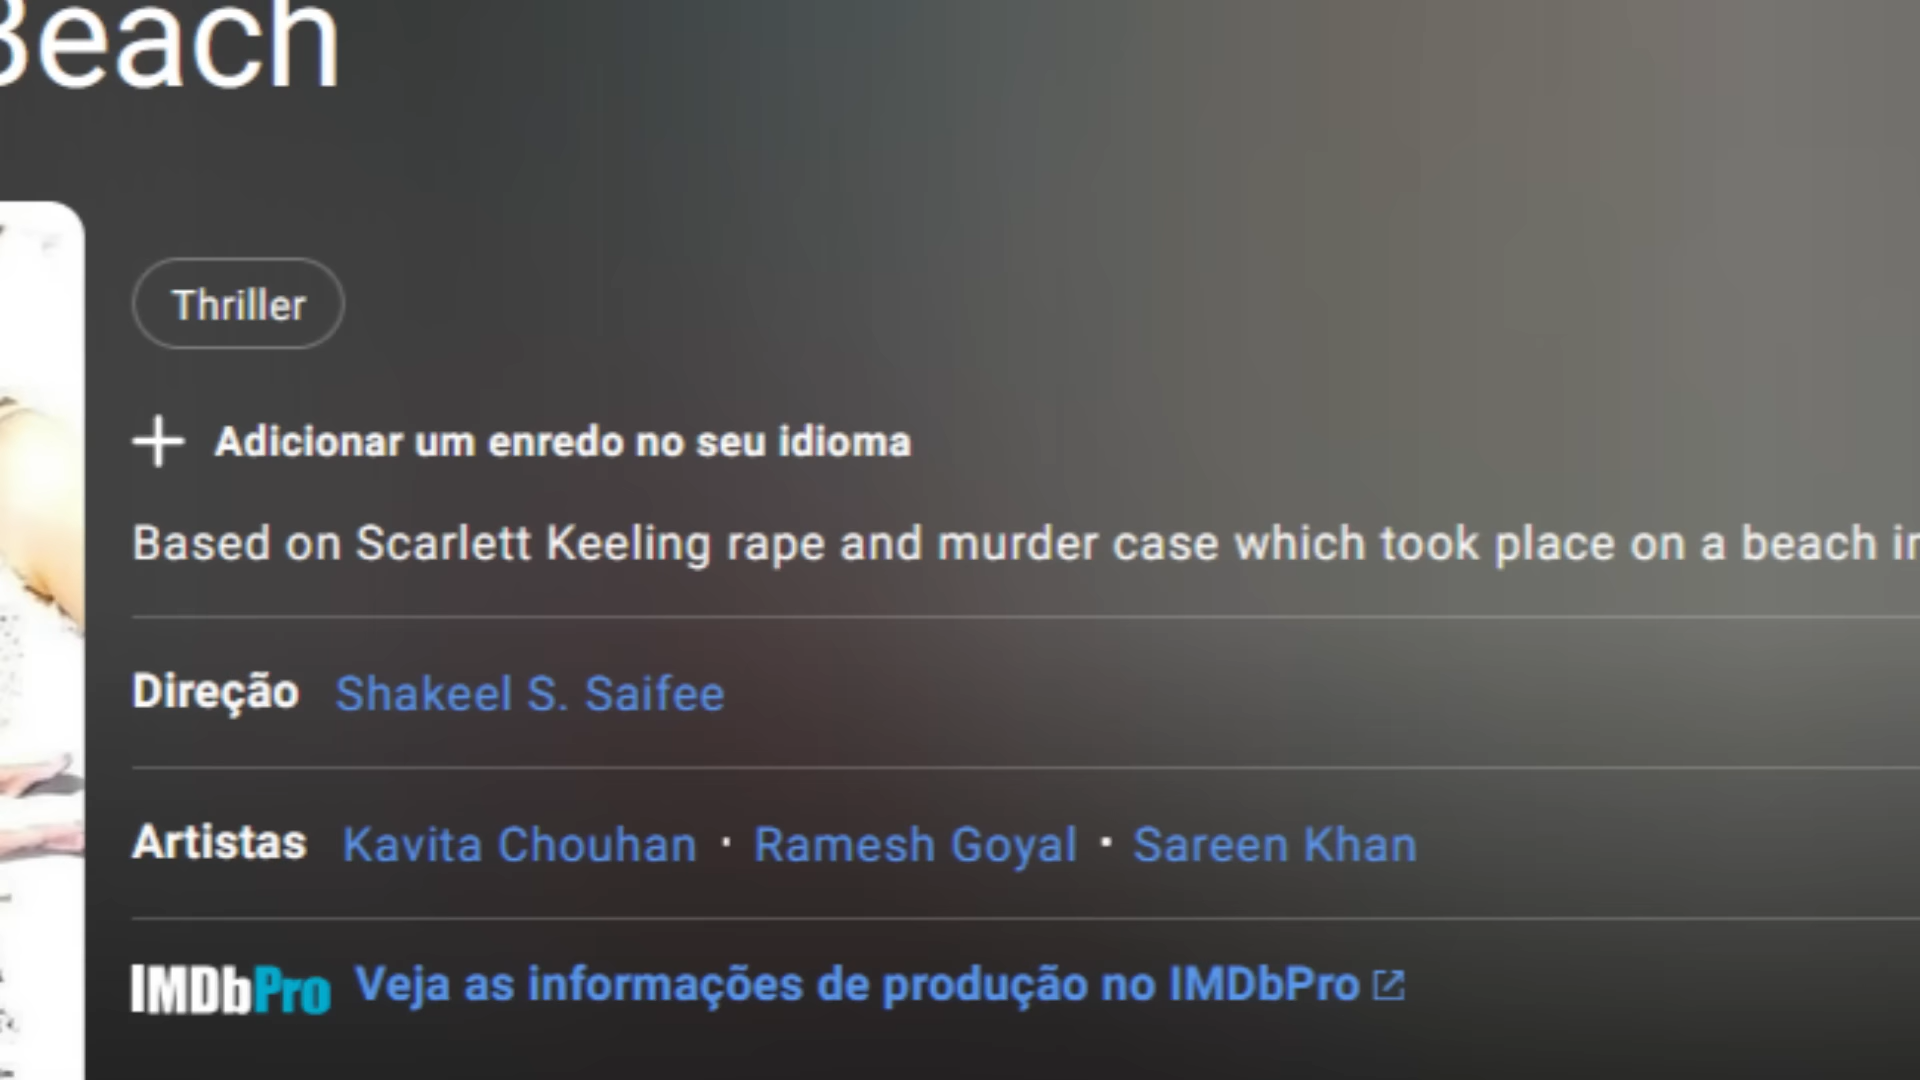 Beach
Thriller
Adicionar um enredo no seu idioma
Based on Scarlett Keeling rape and murder case which took place on a beach in
Direção Shakeel S. Saifee
Artistas Kavita Chouhan · Ramesh Goyal · Sareen Khan
IMDbPro Veja as informações de produção no IMDbPro